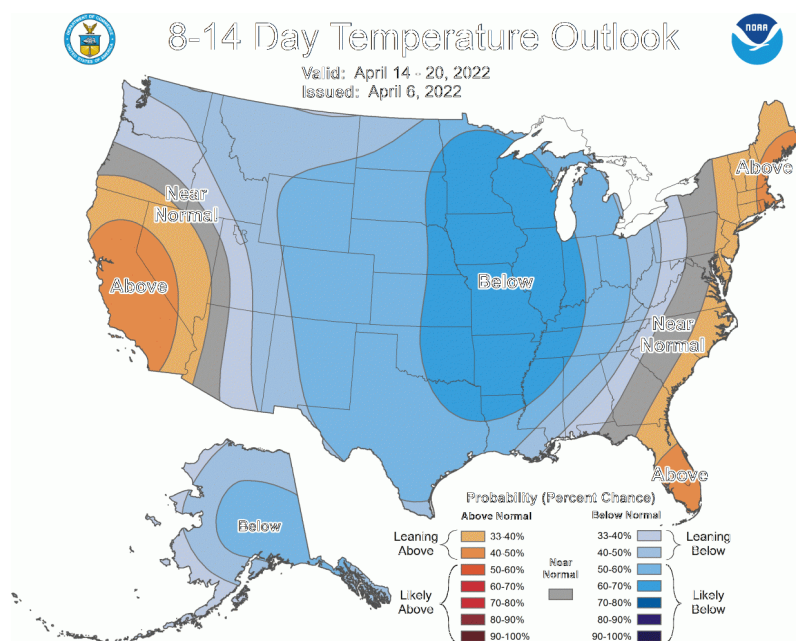 8-14 Day Temperature Outlook
NOAA
Valid: April 14 - 20, 2022
Issued: April 6, 2022
Above
Near
Normal
Above
Below
Near
Normal
Above
Below
Probability (Percent Chance)
Above Normal
Below Normal
Leaning
Above
33-40%
40-50%
Likely
Above
50-60%
60-70%
70-80%
80-90%
90-100%
Near
Normal
33-40%
40-50%
Leaning
Below
50-60%
60-70%
70-80%
80-90%
90-100%
Likely
Below